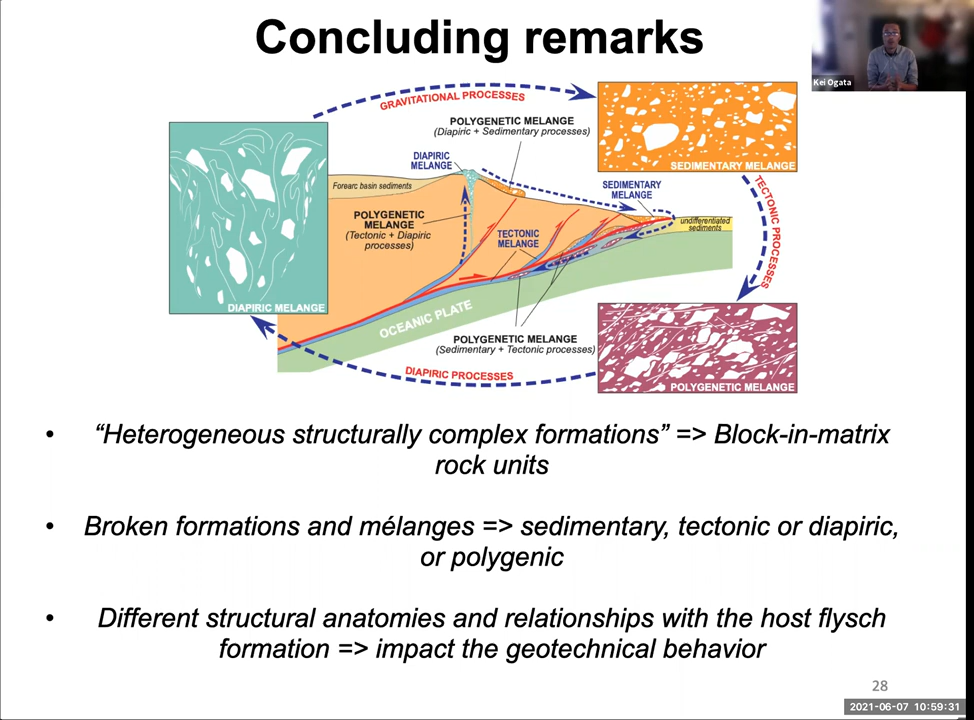 Concluding remarks
Kei Ogata
GRAVITATIONAL PROCESSES
POLYGENETIC MELANGE
(Diapiric + Sedimentary processes)
SEDIMENTARY MELANGE
DIAPIRIC
MELANGE
SEDIMENTARY
MELANGE
Forearc basin sediments
POLYGENETIC
MELANGE
(Tectonic + Diapiric
processes)
TECTONIC
MELANGE
undifferentiated
sediments
TECTONIC PROCESSES
DIAPIRIC MELANGE
OCEANIC PLATE
POLYGENETIC MELANGE
(Sedimentary + Tectonic processes)
DIAPIRIC PROCESSES
POLYGENETIC MELANGE
• “Heterogeneous structurally complex formations” => Block-in-matrix
rock units
• Broken formations and mélanges => sedimentary, tectonic or diapiric,
or polygenic
• Different structural anatomies and relationships with the host flysch
formation => impact the geotechnical behavior
28
2021-06-07 10:59:31